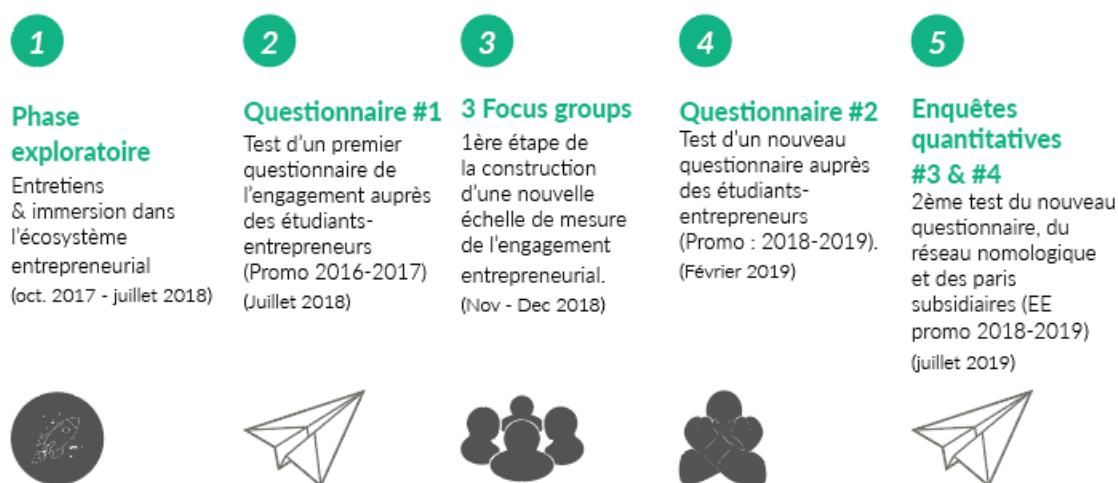 1
Phase
exploratoire
Entretiens
& immersion dans
l'écosystème
entrepreneurial
(oct. 2017 - juillet 2018)
2
Questionnaire #1
Test d'un premier
questionnaire de
l'engagement auprès
des étudiants-
entrepreneurs
(Promo 2016-2017)
(Juillet 2018)
3
3 Focus groups
1ère étape de
la construction
d'une nouvelle
échelle de mesure
de l'engagement
entrepreneurial.
(Nov - Dec 2018)
4
Questionnaire #2
Test d'un nouveau
questionnaire auprès
des étudiants-
entrepreneurs
(Promo : 2018-2019).
(Février 2019)
5
Enquêtes
quantitatives
#3 & #4
2ème test du nouveau
questionnaire, du
réseau nomologique
et des paris
subsidiaires (EE
promo 2018-2019)
(juillet 2019)